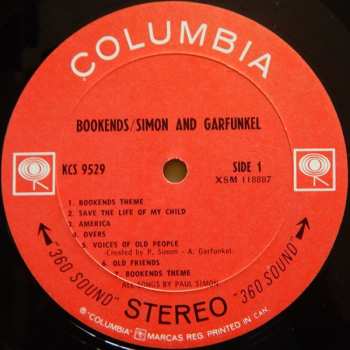 COLUMBIA
BOOKENDS/SIMON AND GARFUNKEL
KCS 9529
SIDE 1
XSM 118887
1. BOOKENDS THEME
2. SAVE THE LIFE OF MY CHILD
3. AMERICA
4. OVERS
5. VOICES OF OLD PEOPLE
(Created by P. Simon - A. Garfunkel)
6. OLD FRIENDS
7. BOOKENDS THEME
ALL SONGS BY PAUL SIMON
"360 SOUND" STEREO "360 SOUND"
® "COLUMBIA" MARCAS REG. PRINTED IN CAN.